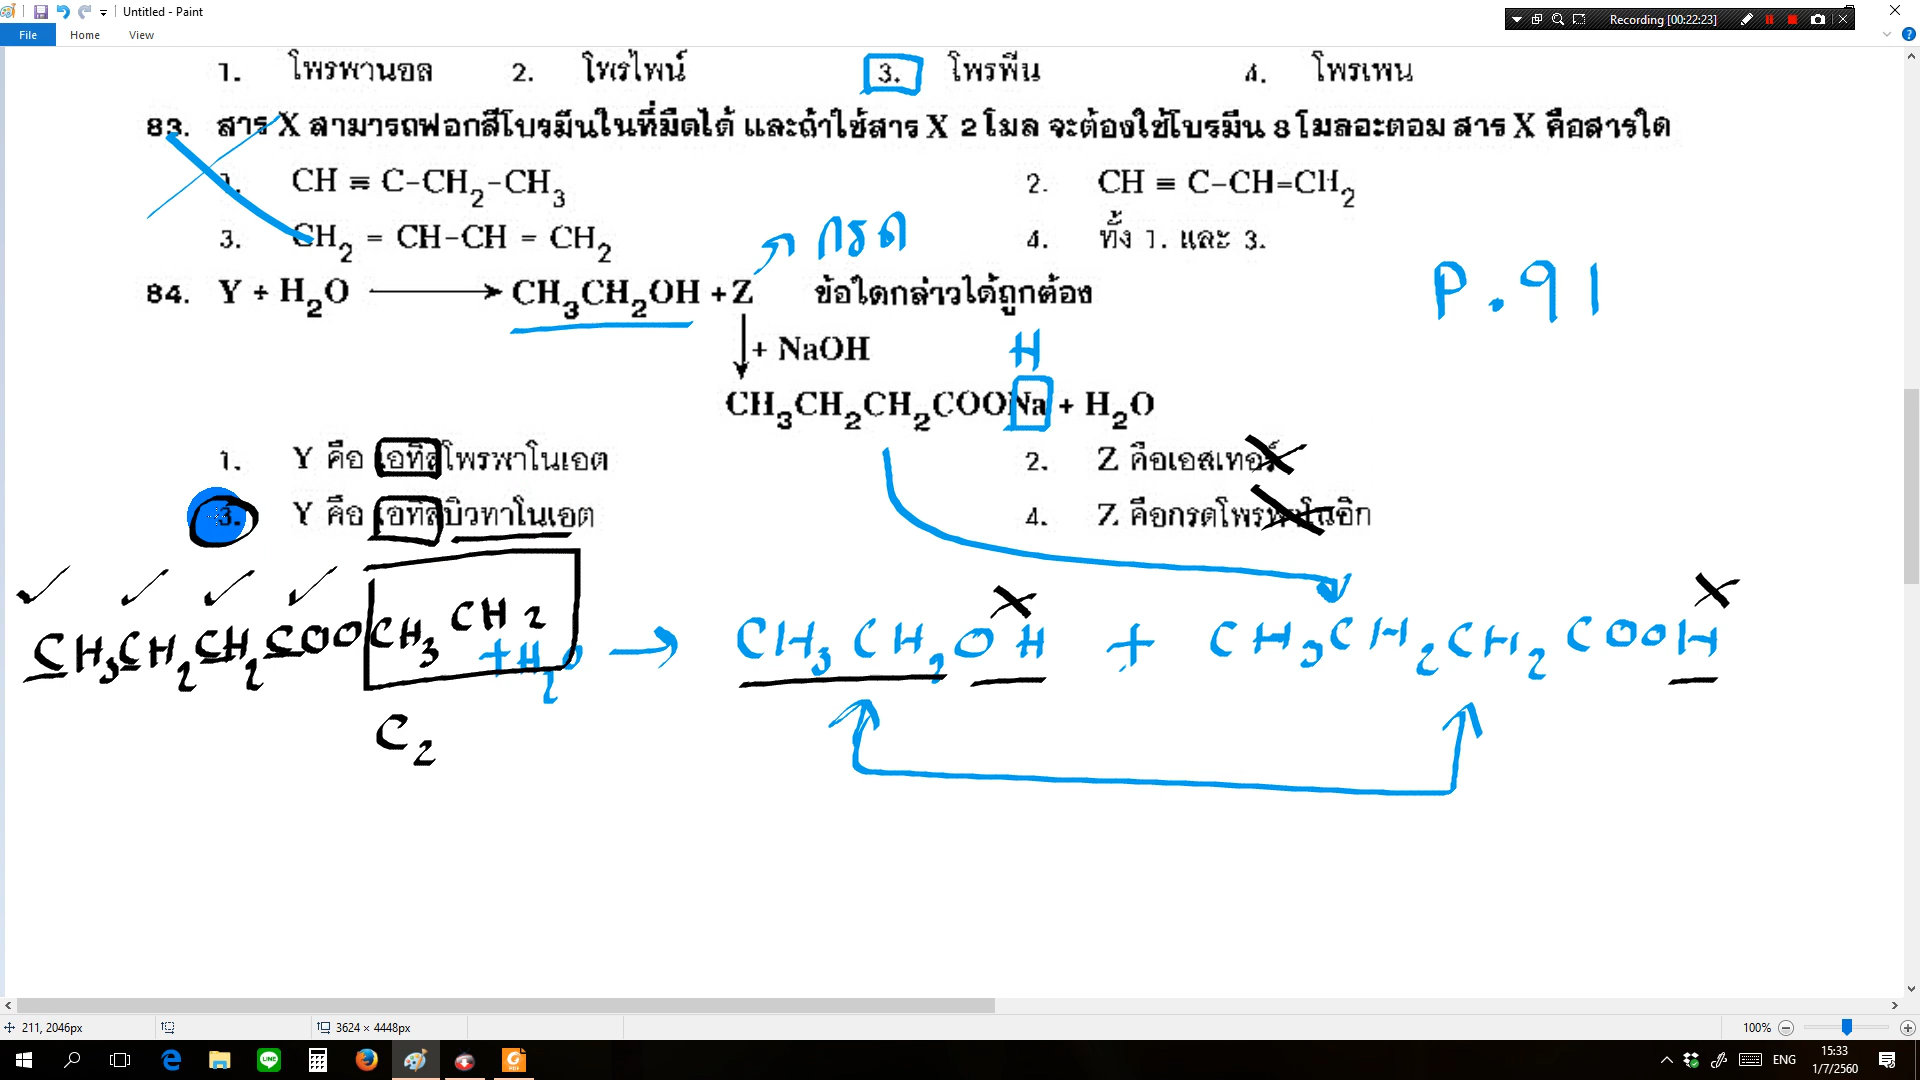 Untitled - Paint
Recording [00:22:23]
File Home View
1. โพรพานอล 2. โพรไพน์ 3. โพรพีน 4. โพรเพน
83. สาร X สามารถฟอกสีโบรมีนในที่มืดได้ และถ้าใช้สาร X 2 โมล จะต้องใช้โบรมีน 8 โมลอะตอม สาร X คือสารใด
1. CH ≡ C-CH₂-CH₃ 2. CH ≡ C-CH=CH₂
3. CH₂ = CH-CH = CH₂ 4. ทั้ง 1. และ 3.
กรด
84. Y + H₂O → CH₃CH₂OH + Z ข้อใดกล่าวได้ถูกต้อง
P.91
↓ + NaOH H
CH₃CH₂CH₂COONa + H₂O
1. Y คือ เอทิลโพรพาโนเอต 2. Z คือเอสเทอร์
3. Y คือ เอทิลบิวทาโนเอต 4. Z คือกรดโพรพาโนอิก
CH₃CH₂CH₂COOCH₃CH₂ + H₂O → CH₃CH₂OH + CH₃CH₂CH₂COOH
C₂
211, 2046px 3624 × 4448px 100%
ENG 15:33
1/7/2560